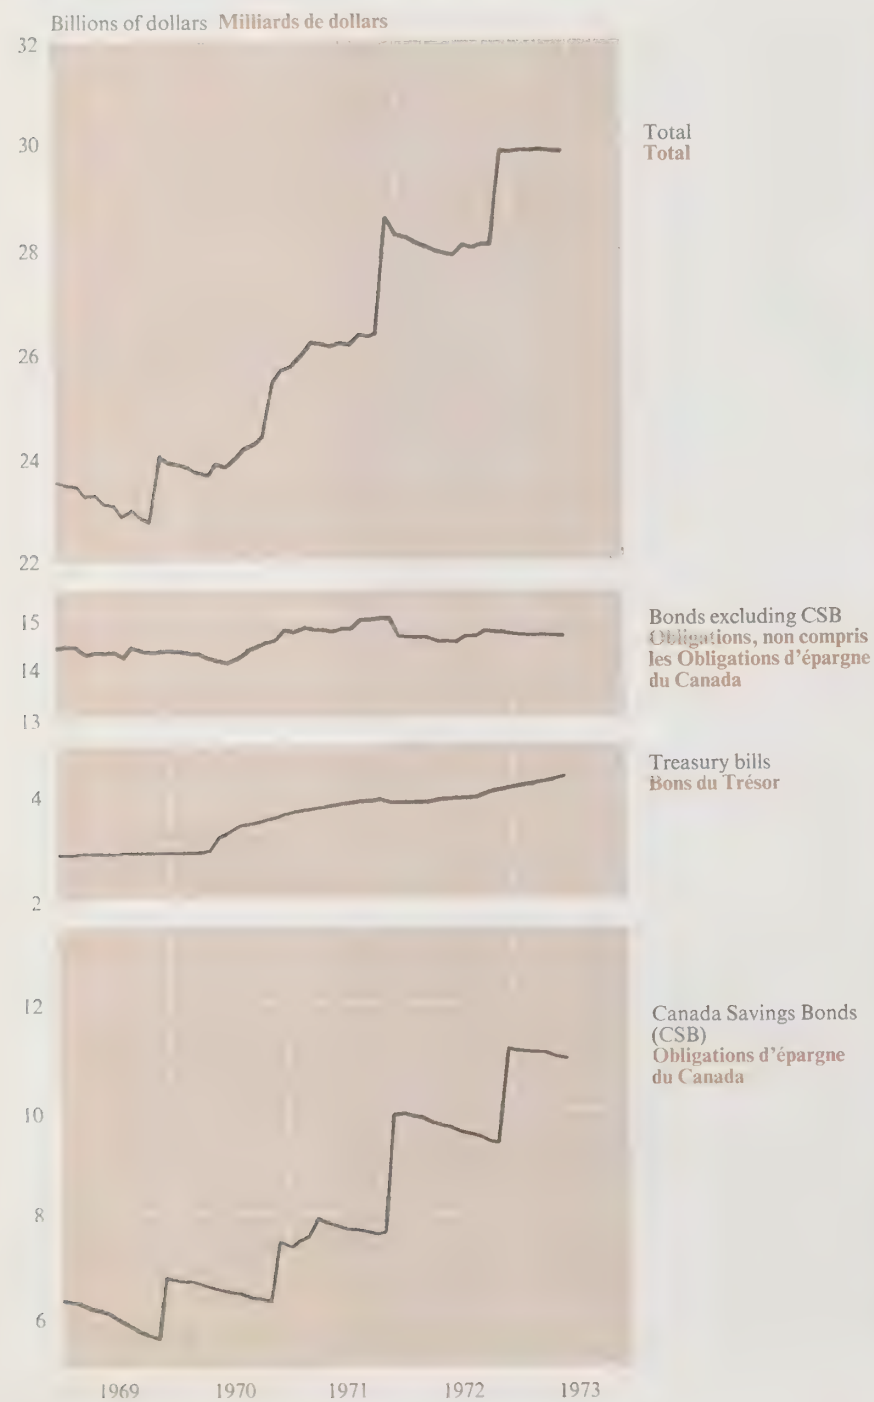 Billions of dollars Milliards de dollars
32
30
28
26
24
22
Total
Total
15
14
13
Bonds excluding CSB
Obligations, non compris
les Obligations d'épargne
du Canada
4
2
Treasury bills
Bons du Trésor
12
10
8
6
Canada Savings Bonds
(CSB)
Obligations d'épargne
du Canada
1969 1970 1971 1972 1973